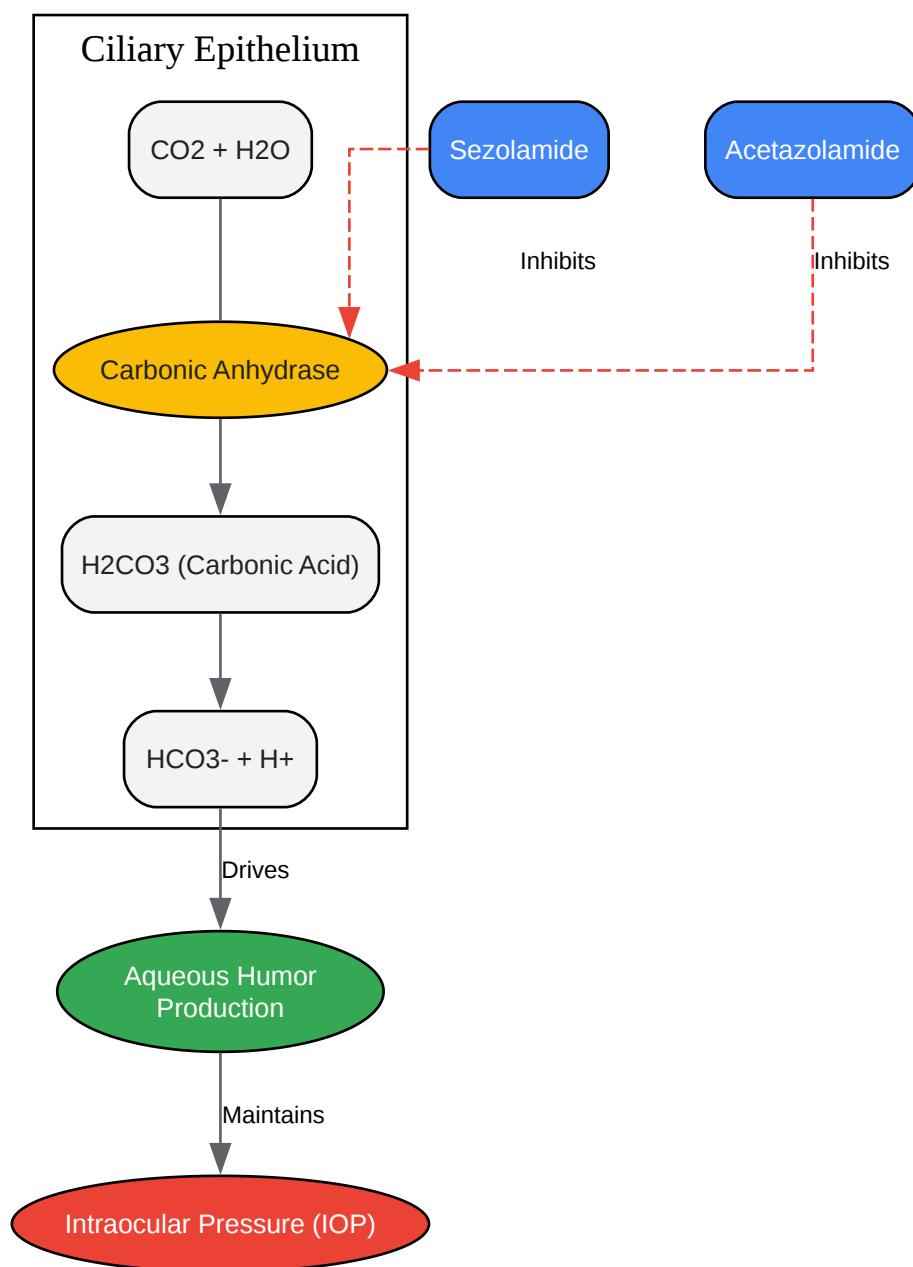 Ciliary Epithelium
CO2 + H2O
Sezolamide
Acetazolamide
Inhibits
Inhibits
Carbonic Anhydrase
H2CO3 (Carbonic Acid)
HCO3- + H+
Drives
Aqueous Humor
Production
Maintains
Intraocular Pressure (IOP)